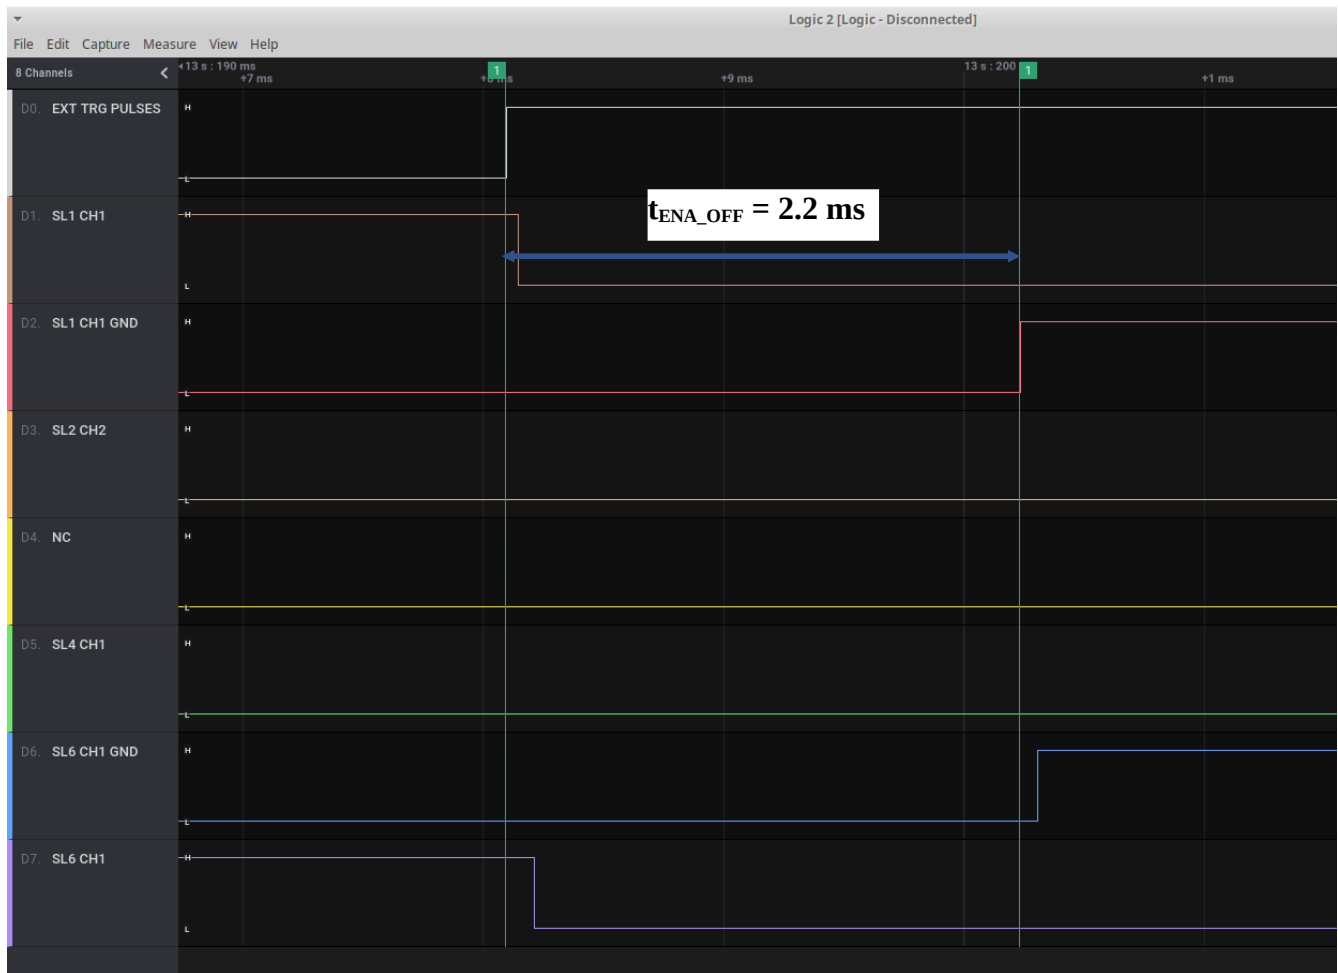 Logic 2 [Logic - Disconnected]
File Edit Capture Measure View Help
8 Channels
13 s : 190 ms
+7 ms
1
+9 ms
13 s : 200
1
+1 ms
D0. EXT TRG PULSES
H
L
D1. SL1 CH1
H
L
tENA_OFF = 2.2 ms
D2. SL1 CH1 GND
H
L
D3. SL2 CH2
H
L
D4. NC
H
L
D5. SL4 CH1
H
L
D6. SL6 CH1 GND
H
L
D7. SL6 CH1
H
L